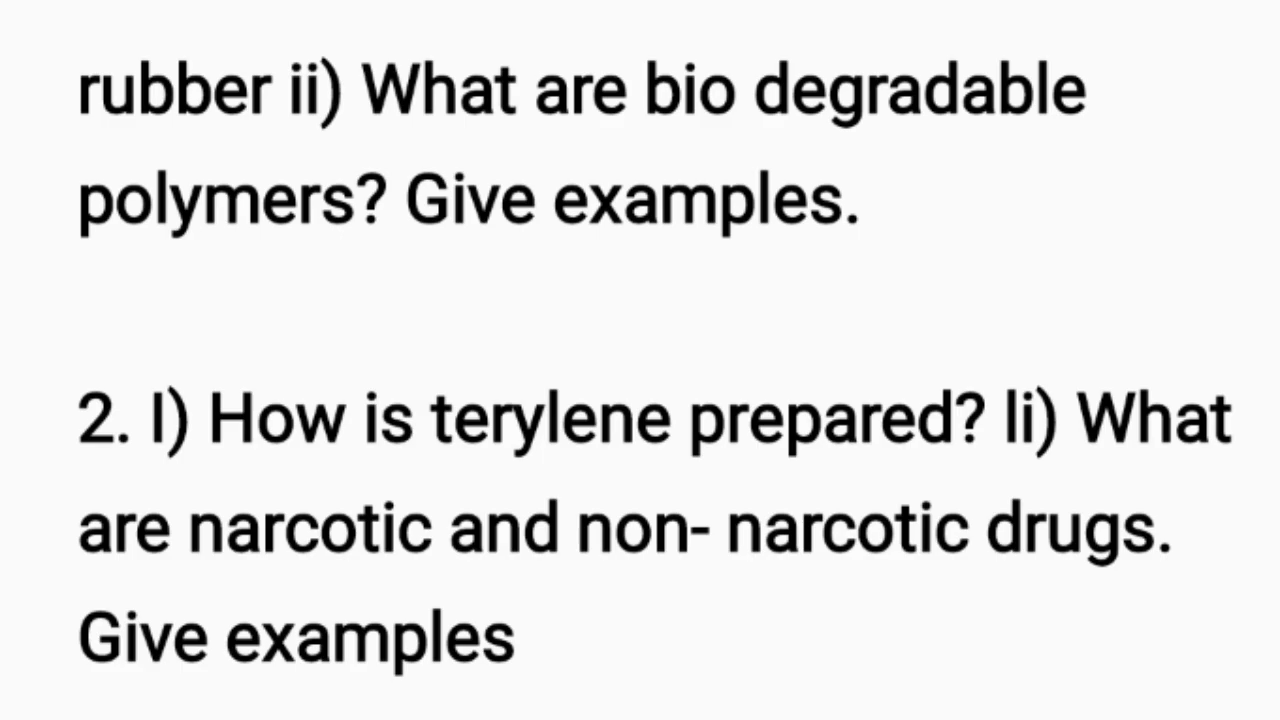 rubber ii) What are bio degradable
polymers? Give examples.
2. I) How is terylene prepared? li) What
are narcotic and non- narcotic drugs.
Give examples